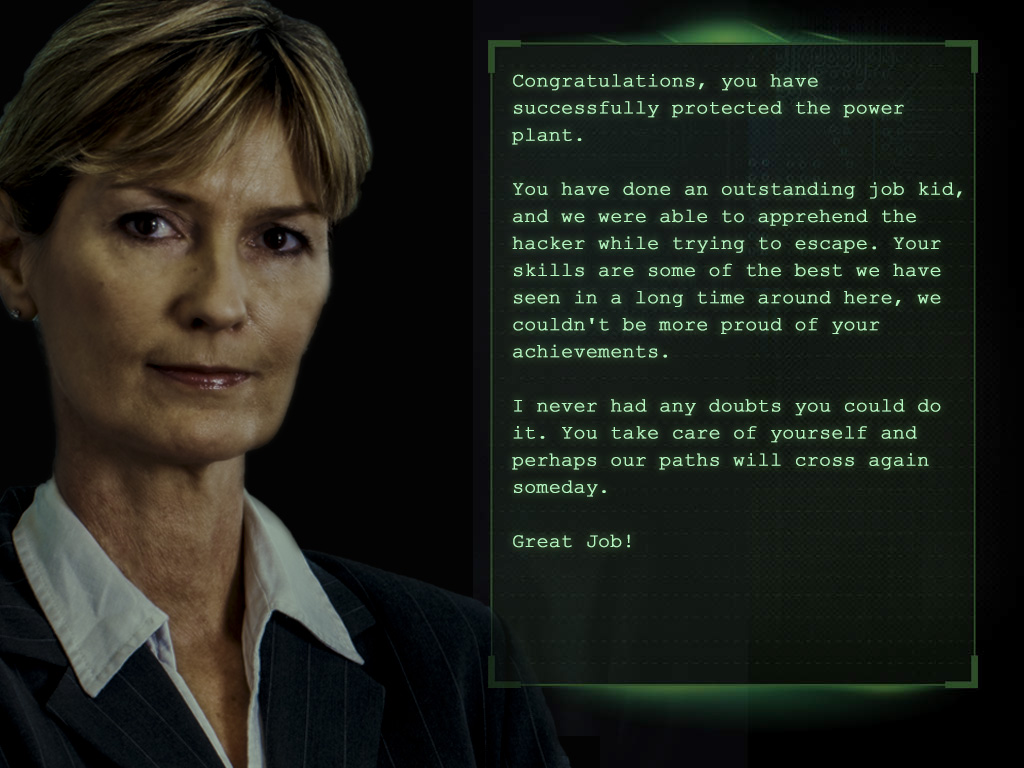 Congratulations, you have
successfully protected the power
plant.
You have done an outstanding job kid,
and we were able to apprehend the
hacker while trying to escape. Your
skills are some of the best we have
seen in a long time around here, we
couldn't be more proud of your
achievements.
I never had any doubts you could do
it. You take care of yourself and
perhaps our paths will cross again
someday.
Great Job!